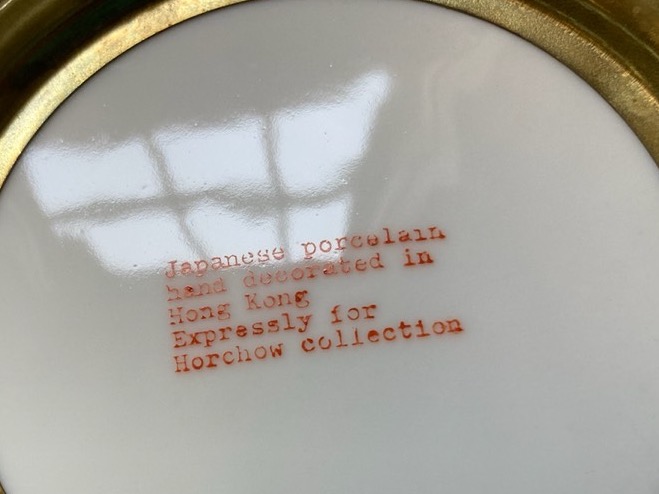 Japanese porcelain
hand decorated in
Hong Kong
Expressly for
Horchow collection